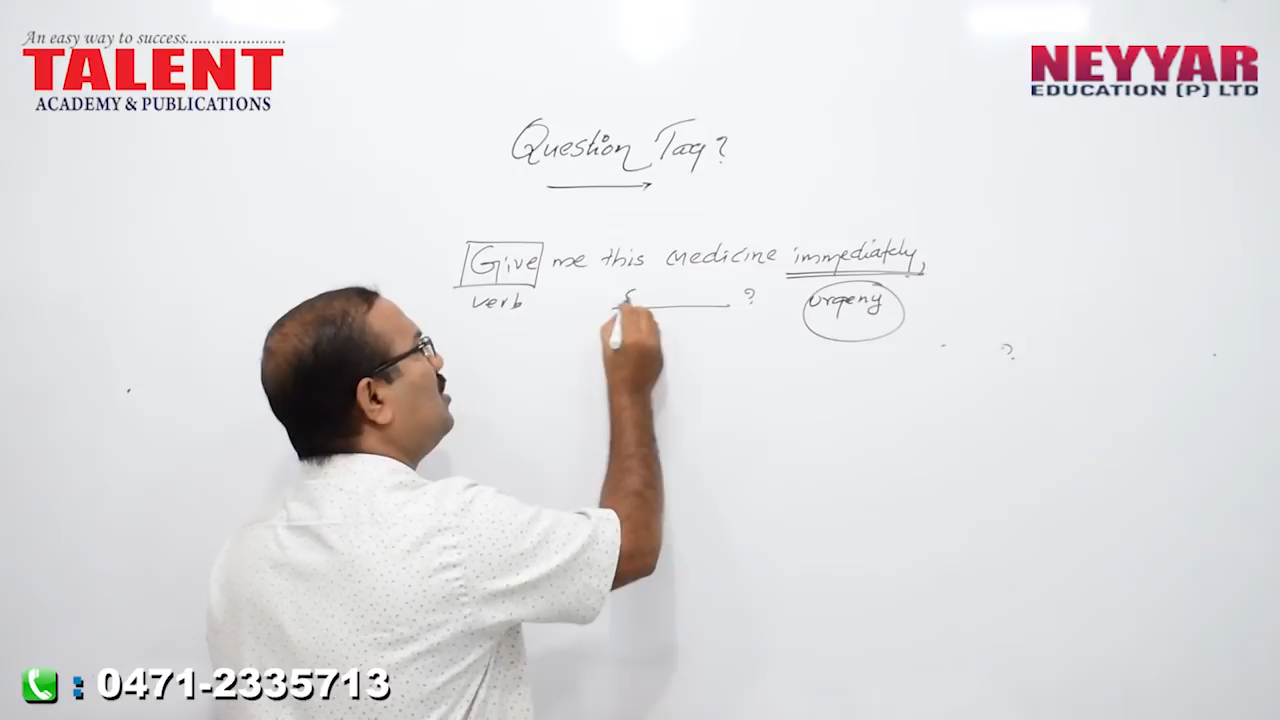 An easy way to success........................
TALENT
ACADEMY & PUBLICATIONS
NEYYAR
EDUCATION (P) LTD
Question Tag?
Give me this medicine immediately,
verb ? urgeny
?
: 0471-2335713